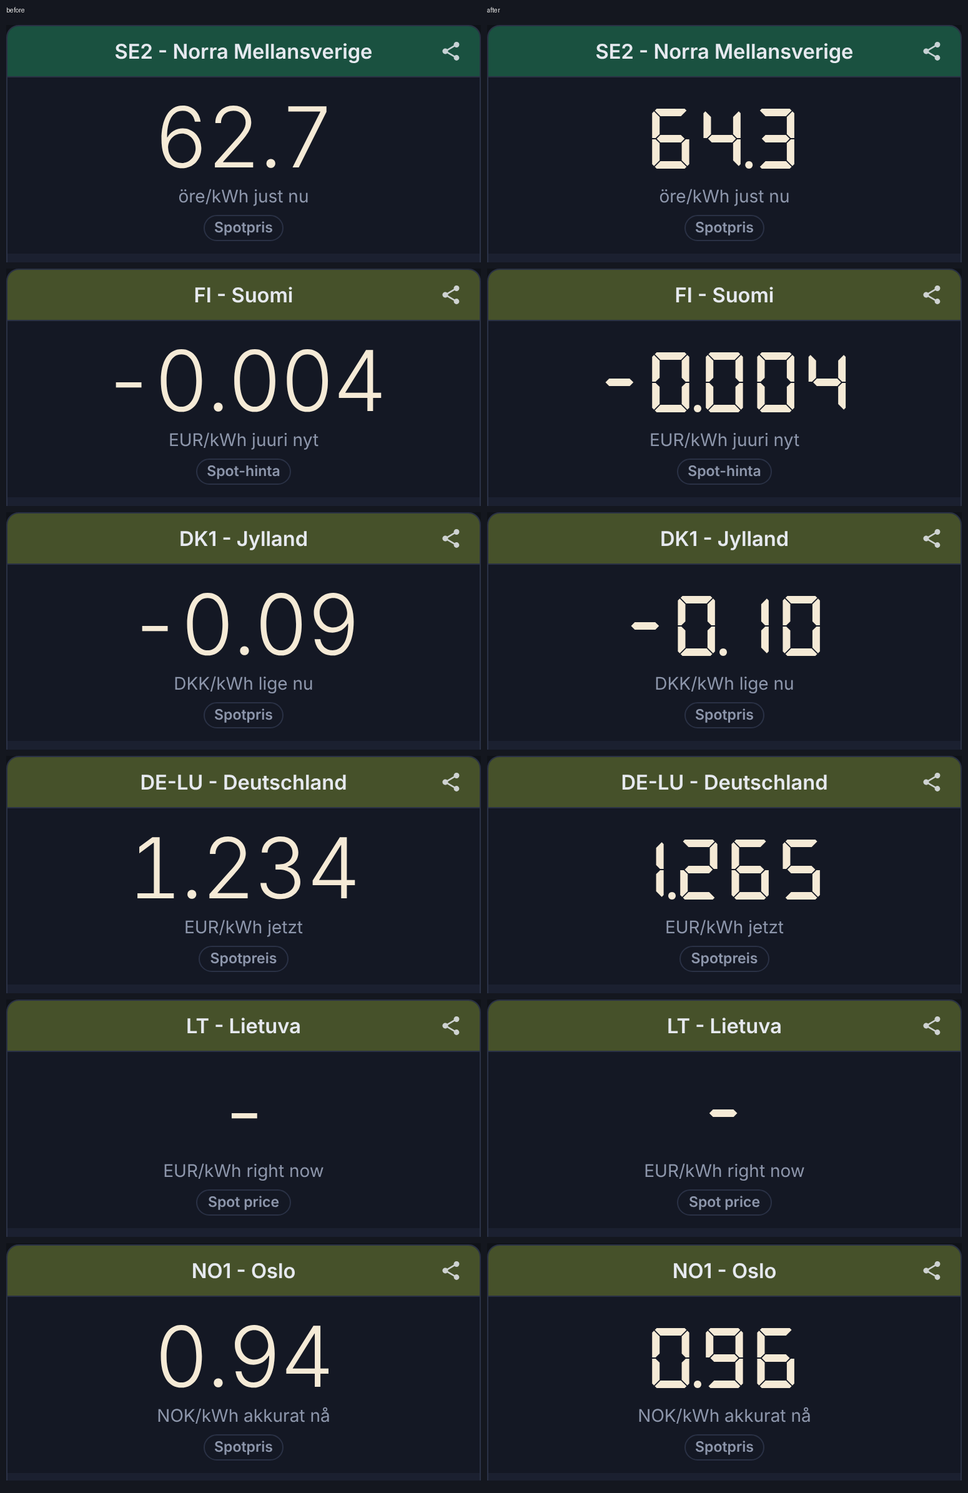 before
after
SE2 - Norra Mellansverige
SE2 - Norra Mellansverige
62.7
64.3
öre/kWh just nu
öre/kWh just nu
Spotpris
Spotpris
FI - Suomi
FI - Suomi
-0.004
-0.004
EUR/kWh juuri nyt
EUR/kWh juuri nyt
Spot-hinta
Spot-hinta
DK1 - Jylland
DK1 - Jylland
-0.09
-0.10
DKK/kWh lige nu
DKK/kWh lige nu
Spotpris
Spotpris
DE-LU - Deutschland
DE-LU - Deutschland
1.234
1.265
EUR/kWh jetzt
EUR/kWh jetzt
Spotpreis
Spotpreis
LT - Lietuva
LT - Lietuva
–
-
EUR/kWh right now
EUR/kWh right now
Spot price
Spot price
NO1 - Oslo
NO1 - Oslo
0.94
0.96
NOK/kWh akkurat nå
NOK/kWh akkurat nå
Spotpris
Spotpris